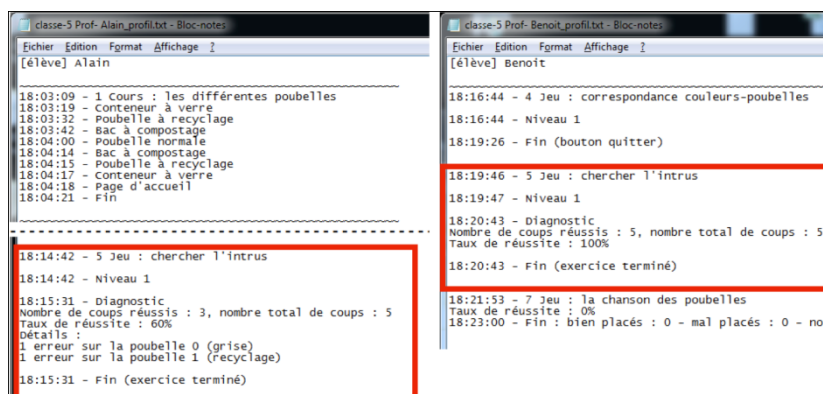 classe-5 Prof- Alain_profil.txt - Bloc-notes
Fichier Edition Format Affichage ?
[élève] Alain
~~~~~~~~~~~~~~~~~~~~~~~~~~~~~~~~~~~~~~~~~~~~~~~~~~~~~~
18:03:09 - 1 Cours : les différentes poubelles
18:03:19 - Conteneur à verre
18:03:32 - Poubelle à recyclage
18:03:42 - Bac à compostage
18:04:00 - Poubelle normale
18:04:14 - Bac à compostage
18:04:15 - Poubelle à recyclage
18:04:17 - Conteneur à verre
18:04:18 - Page d'accueil
18:04:21 - Fin
~~~~~~~~~~~~~~~~~~~~~~~~~~~~~~~~~~~~~~~~~~~~~~~~~~~~~~
18:14:42 - 5 Jeu : chercher l'intrus
18:14:42 - Niveau 1
18:15:31 - Diagnostic
Nombre de coups réussis : 3, nombre total de coups : 5
Taux de réussite : 60%
Détails :
1 erreur sur la poubelle 0 (grise)
1 erreur sur la poubelle 1 (recyclage)
18:15:31 - Fin (exercice terminé)
classe-5 Prof- Benoit_profil.txt - Bloc-notes
Fichier Edition Format Affichage ?
[élève] Benoit
~~~~~~~~~~~~~~~~~~~~~~~~~~~~~~~~~~~~~~~~~~~~~~~~~~~~~~
18:16:44 - 4 Jeu : correspondance couleurs-poubelles
18:16:44 - Niveau 1
18:19:26 - Fin (bouton quitter)
18:19:46 - 5 Jeu : chercher l'intrus
18:19:47 - Niveau 1
18:20:43 - Diagnostic
Nombre de coups réussis : 5, nombre total de coups : 5
Taux de réussite : 100%
18:20:43 - Fin (exercice terminé)
18:21:53 - 7 Jeu : la chanson des poubelles
Taux de réussite : 0%
18:23:00 - Fin : bien placés : 0 - mal placés : 0 - no